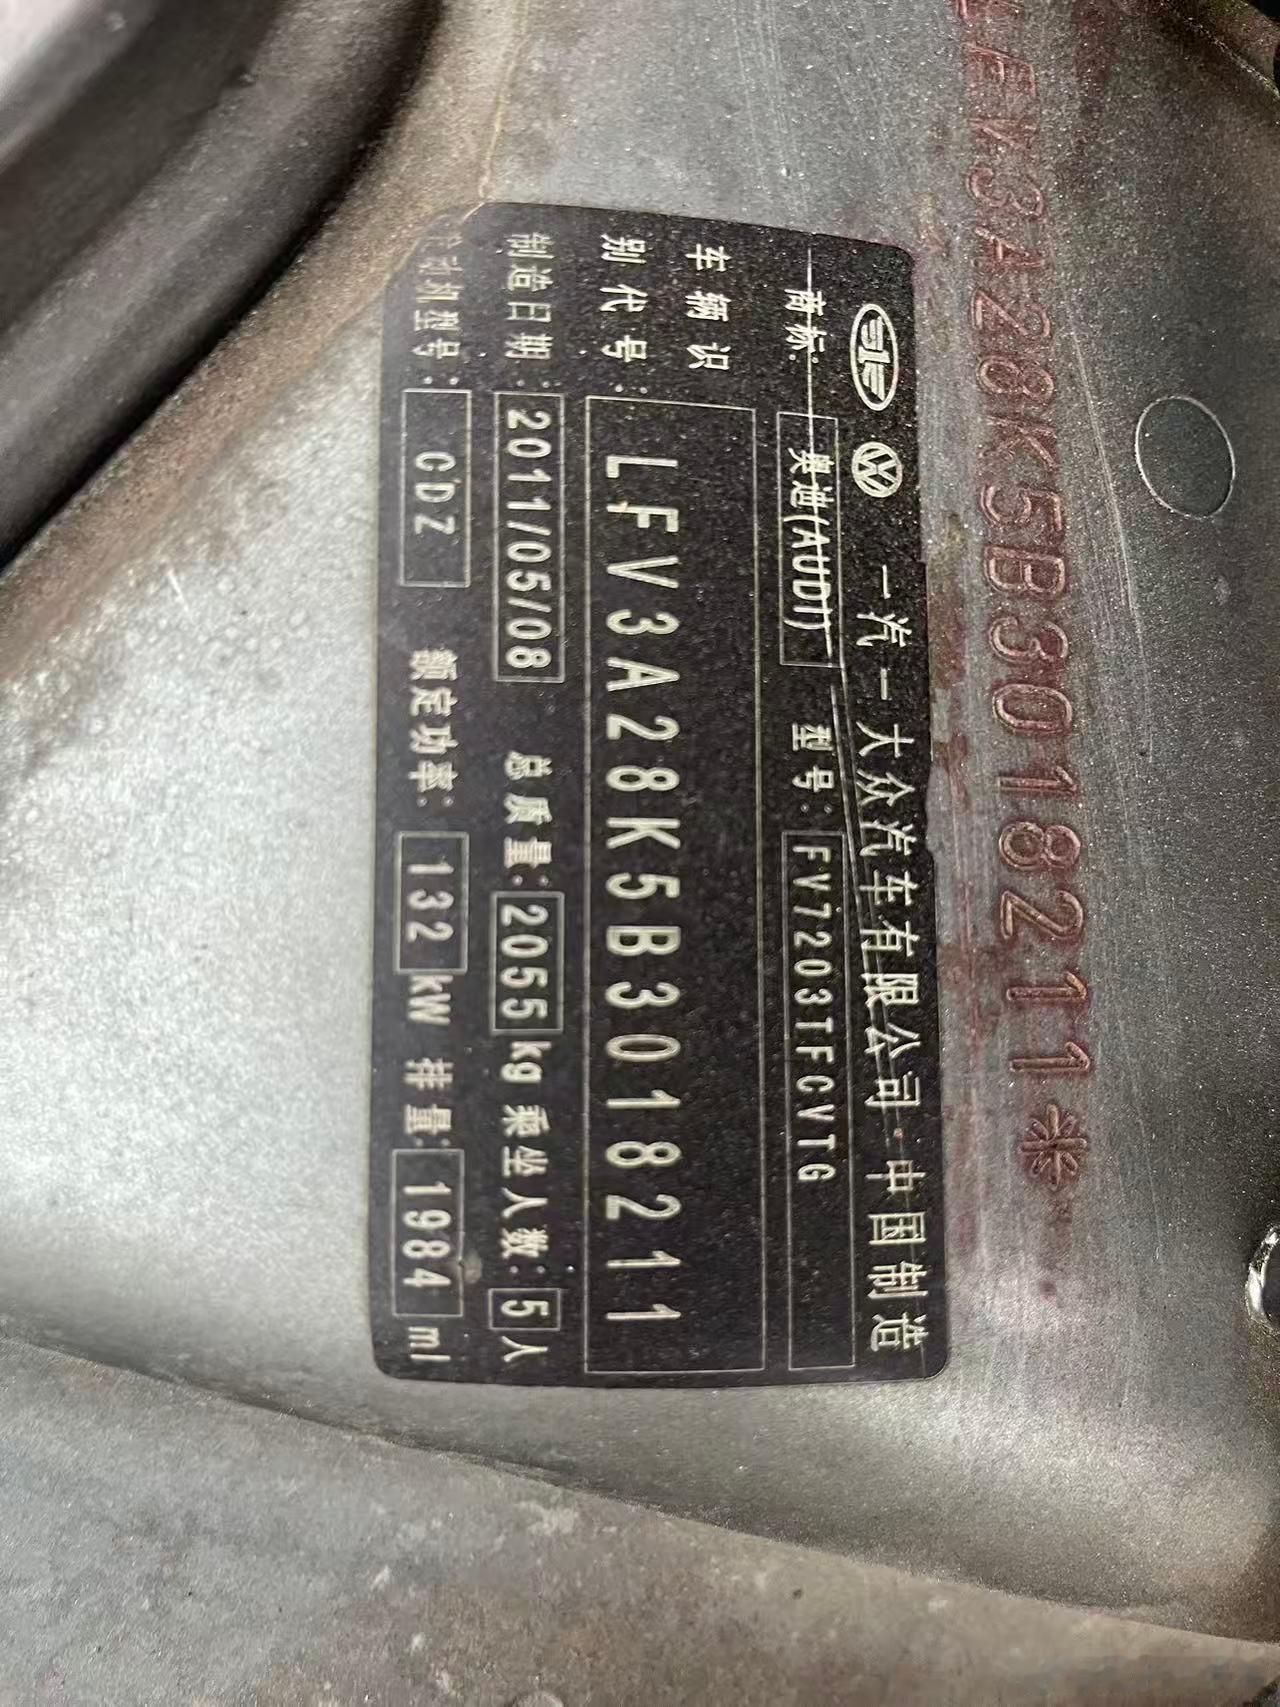 LFV3A28K5B3018211*
一汽一大众汽车有限公司·中国制造
商标: 奥迪(AUDI) 型号: FV7203TFCVTG
车辆识
别代号: LFV3A28K5B3018211
制造日期: 2011/05/08 总质量: 2055 kg 乘坐人数: 5 人
发动机型号: CDZ 额定功率: 132 kW 排量: 1984 ml